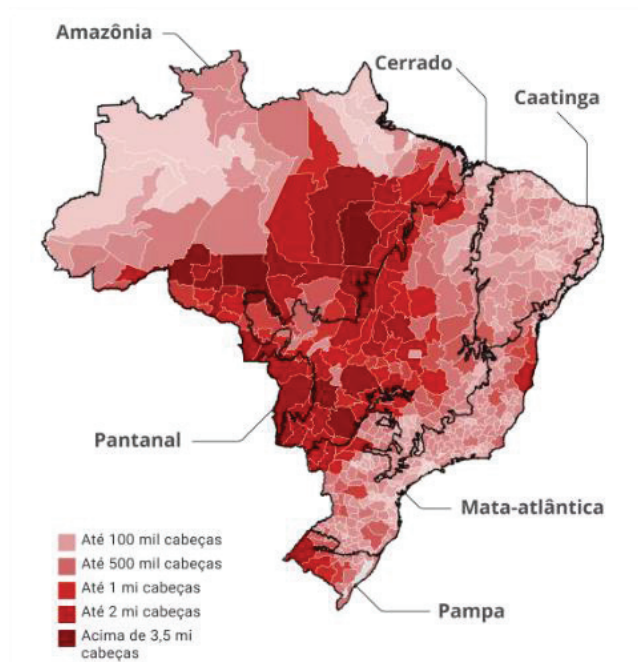 Amazônia
Cerrado
Caatinga
Pantanal
Mata-atlântica
Pampa
Até 100 mil cabeças
Até 500 mil cabeças
Até 1 mi cabeças
Até 2 mi cabeças
Acima de 3,5 mi
cabeças